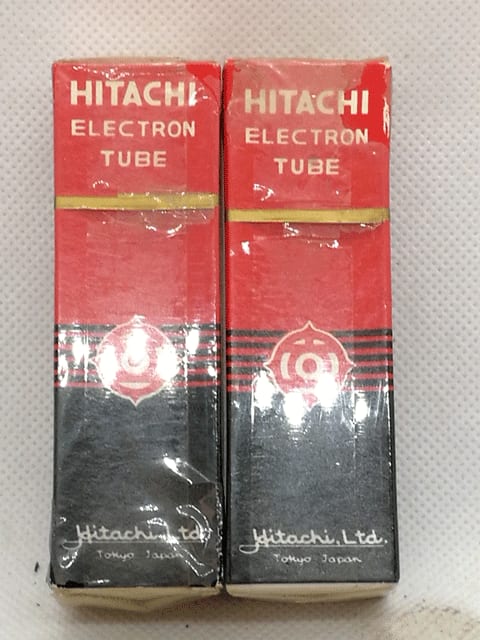 HITACHI
ELECTRON
TUBE
Hitachi, Ltd.
Tokyo Japan
HITACHI
ELECTRON
TUBE
Hitachi, Ltd.
Tokyo Japan